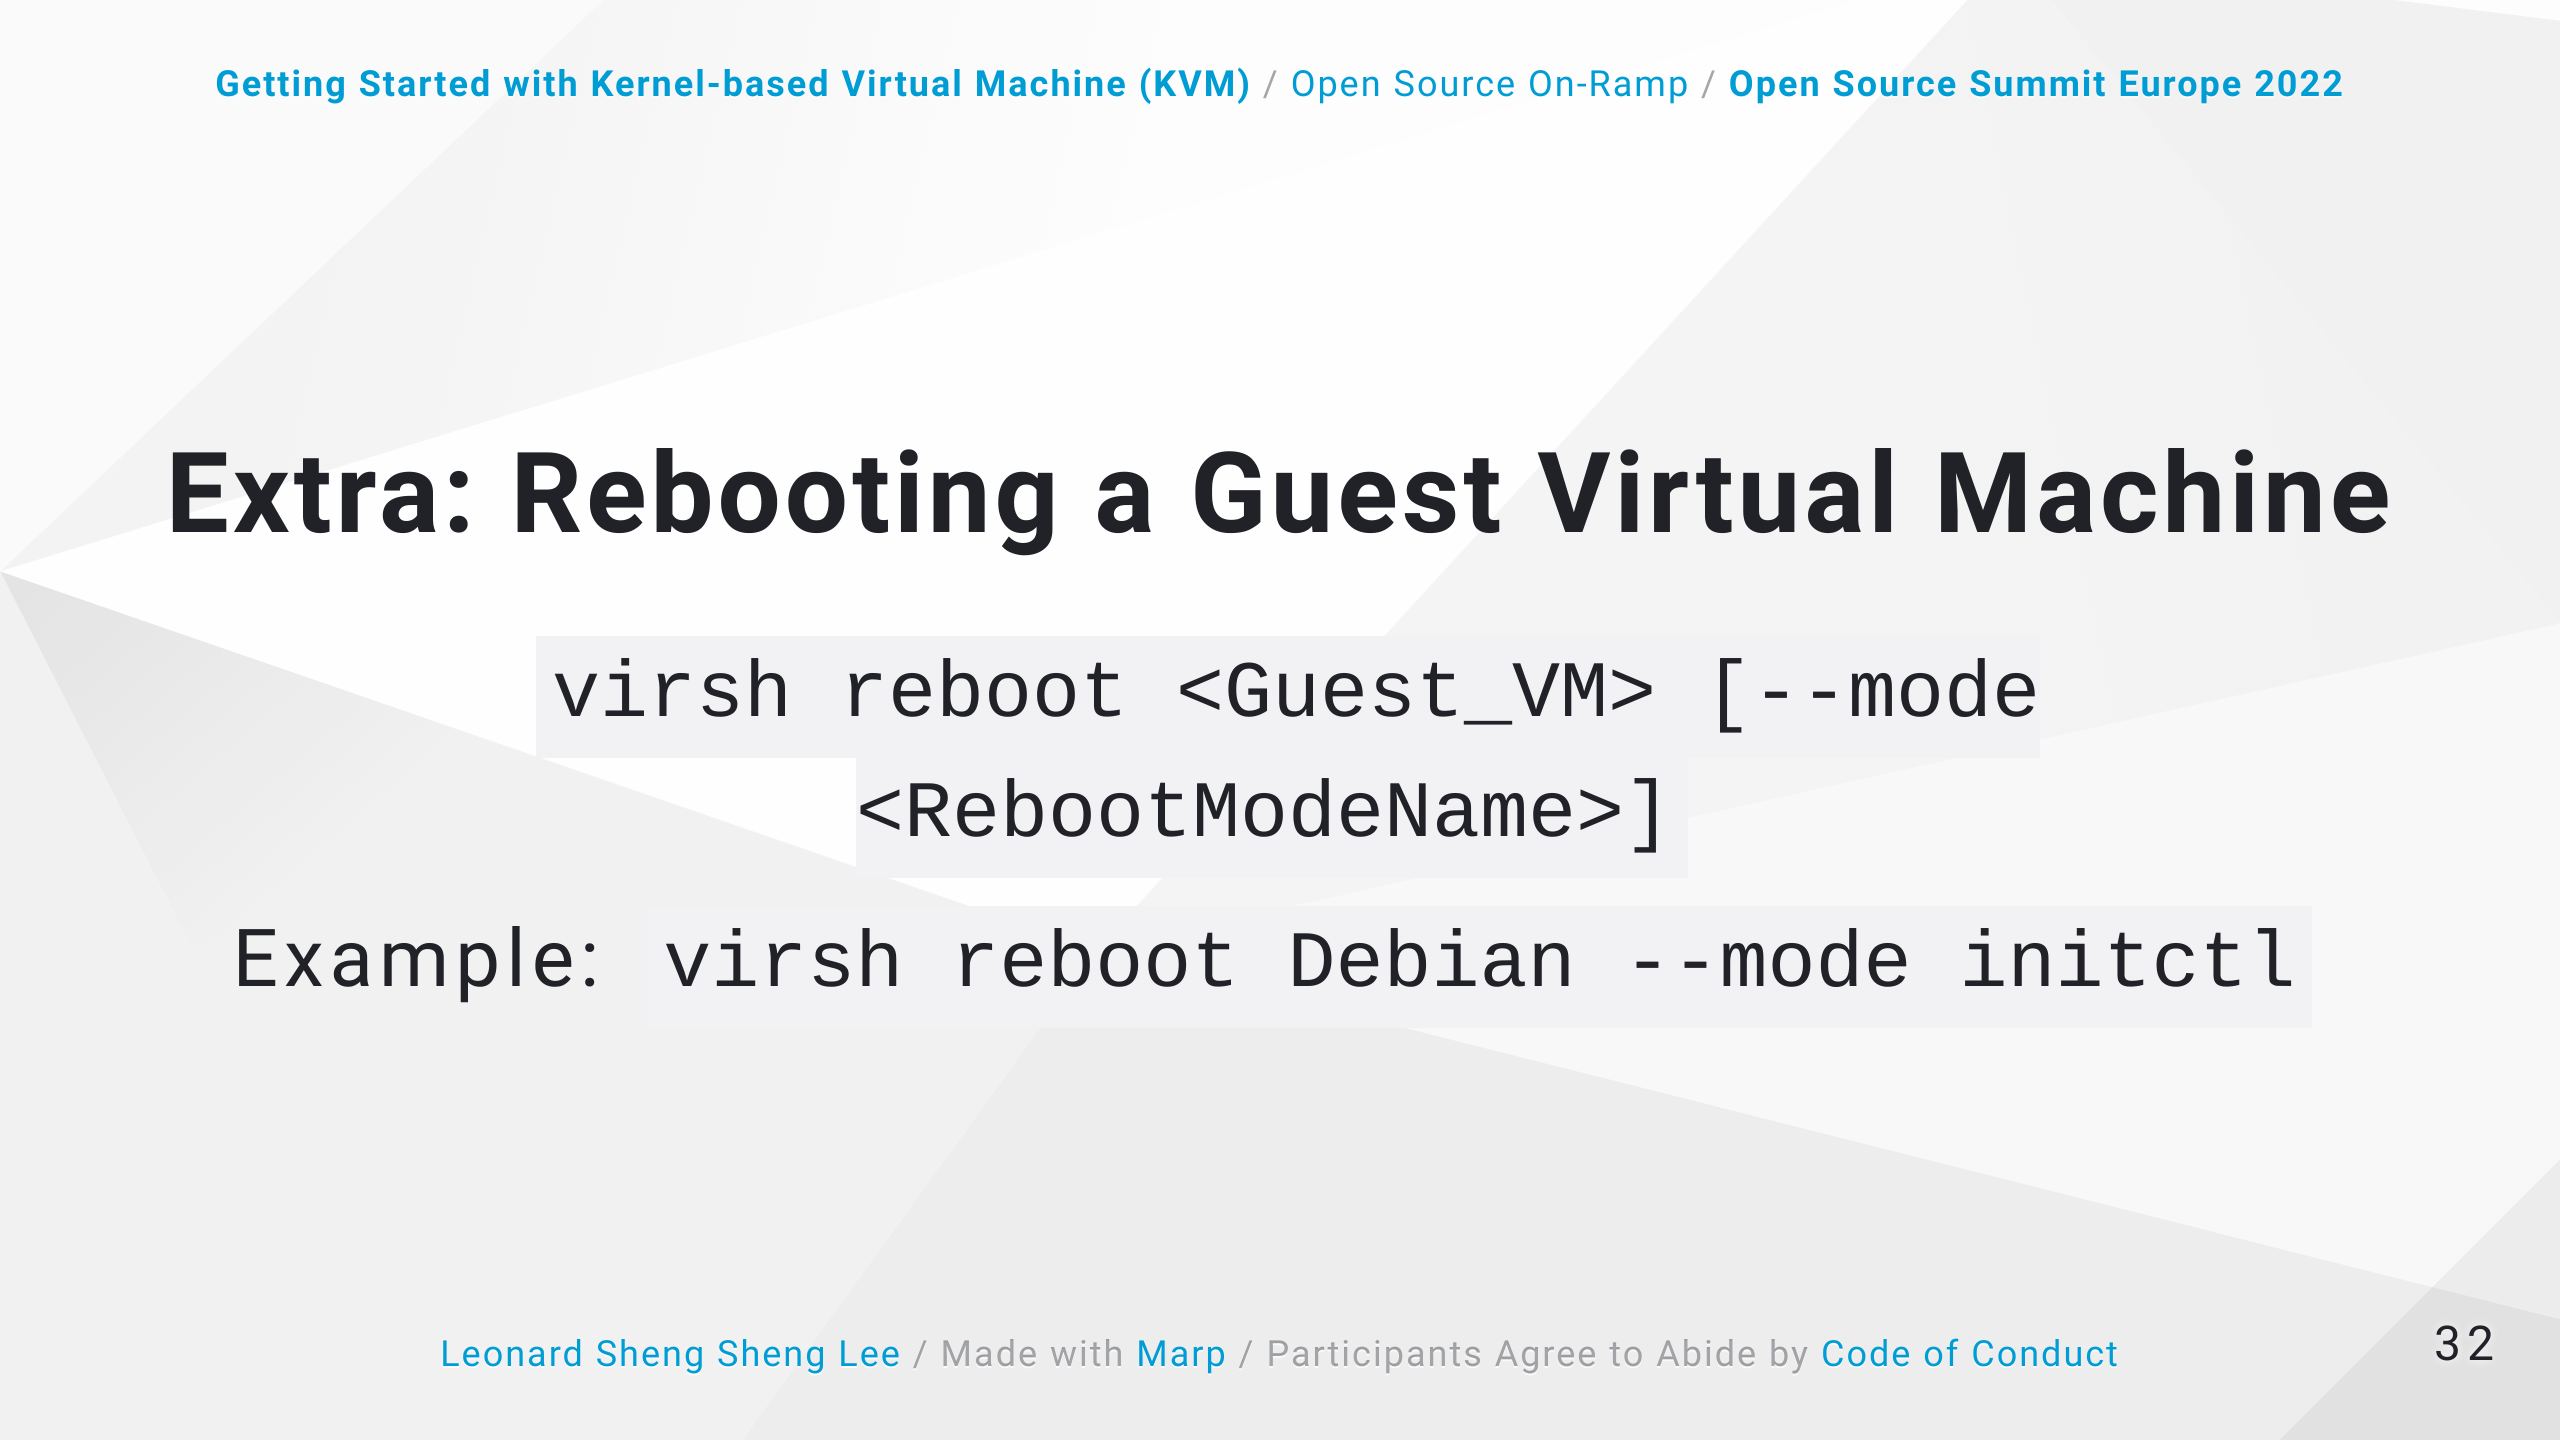 Getting Started with Kernel-based Virtual Machine (KVM) / Open Source On-Ramp / Open Source Summit Europe 2022
Extra: Rebooting a Guest Virtual Machine
virsh reboot <Guest_VM> [--mode
<RebootModeName>]
Example: virsh reboot Debian --mode initctl
Leonard Sheng Sheng Lee / Made with Marp / Participants Agree to Abide by Code of Conduct
32